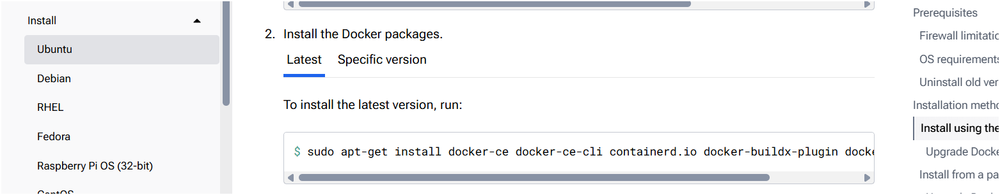 Install
Ubuntu
Debian
RHEL
Fedora
Raspberry Pi OS (32-bit)
CentOS
2. Install the Docker packages.
Latest Specific version
To install the latest version, run:
$ sudo apt-get install docker-ce docker-ce-cli containerd.io docker-buildx-plugin docke
Prerequisites
Firewall limitatio
OS requirements
Uninstall old ver
Installation metho
Install using the
Upgrade Docke
Install from a pa